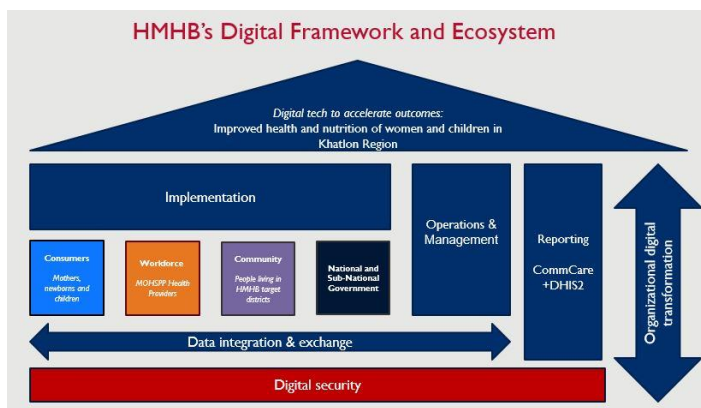 HMHB's Digital Framework and Ecosystem
Digital tech to accelerate outcomes:
Improved health and nutrition of women and children in
Khatlon Region
Implementation
Operations &
Management
Reporting
CommCare
+DHIS2
Organizational digital
transformation
Consumers
Mothers,
newborns and
children
Workforce
MOHSPP Health
Providers
Community
People living in
HMHB target
districts
National and
Sub-National
Government
Data integration & exchange
Digital security